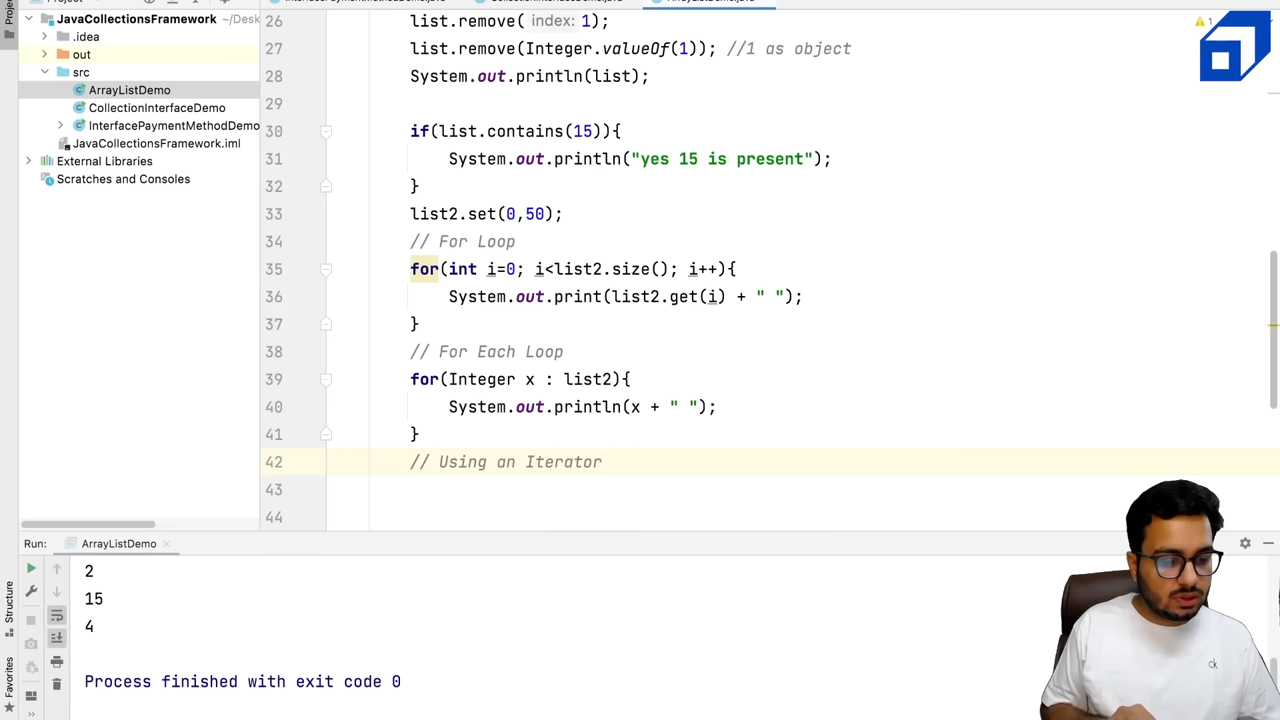 JavaCollectionsFramework ~/Desk
.idea
out
src
ArrayListDemo
CollectionInterfaceDemo
InterfacePaymentMethodDemo
JavaCollectionsFramework.iml
External Libraries
Scratches and Consoles
26 list.remove( index: 1);
27 list.remove(Integer.valueOf(1)); //1 as object
28 System.out.println(list);
29
30 if(list.contains(15)){
31 System.out.println("yes 15 is present");
32 }
33 list2.set(0,50);
34 // For Loop
35 for(int i=0; i<list2.size(); i++){
36 System.out.print(list2.get(i) + " ");
37 }
38 // For Each Loop
39 for(Integer x : list2){
40 System.out.println(x + " ");
41 }
42 // Using an Iterator
43
44
1
Run: ArrayListDemo
2
15
4
Process finished with exit code 0
Structure
Favorites
ck